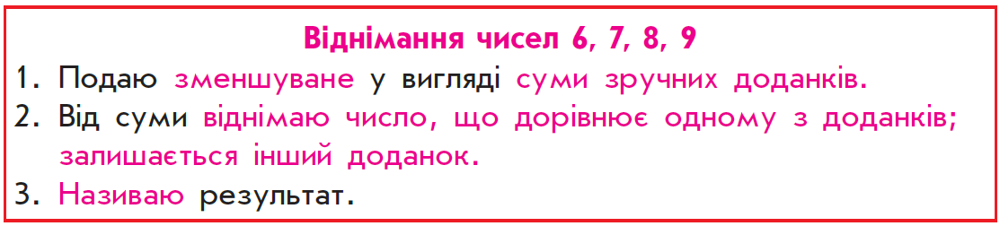 Віднімання чисел 6, 7, 8, 9
1. Подаю зменшуване у вигляді суми зручних доданків.
2. Від суми віднімаю число, що дорівнює одному з доданків;
залишається інший доданок.
3. Називаю результат.